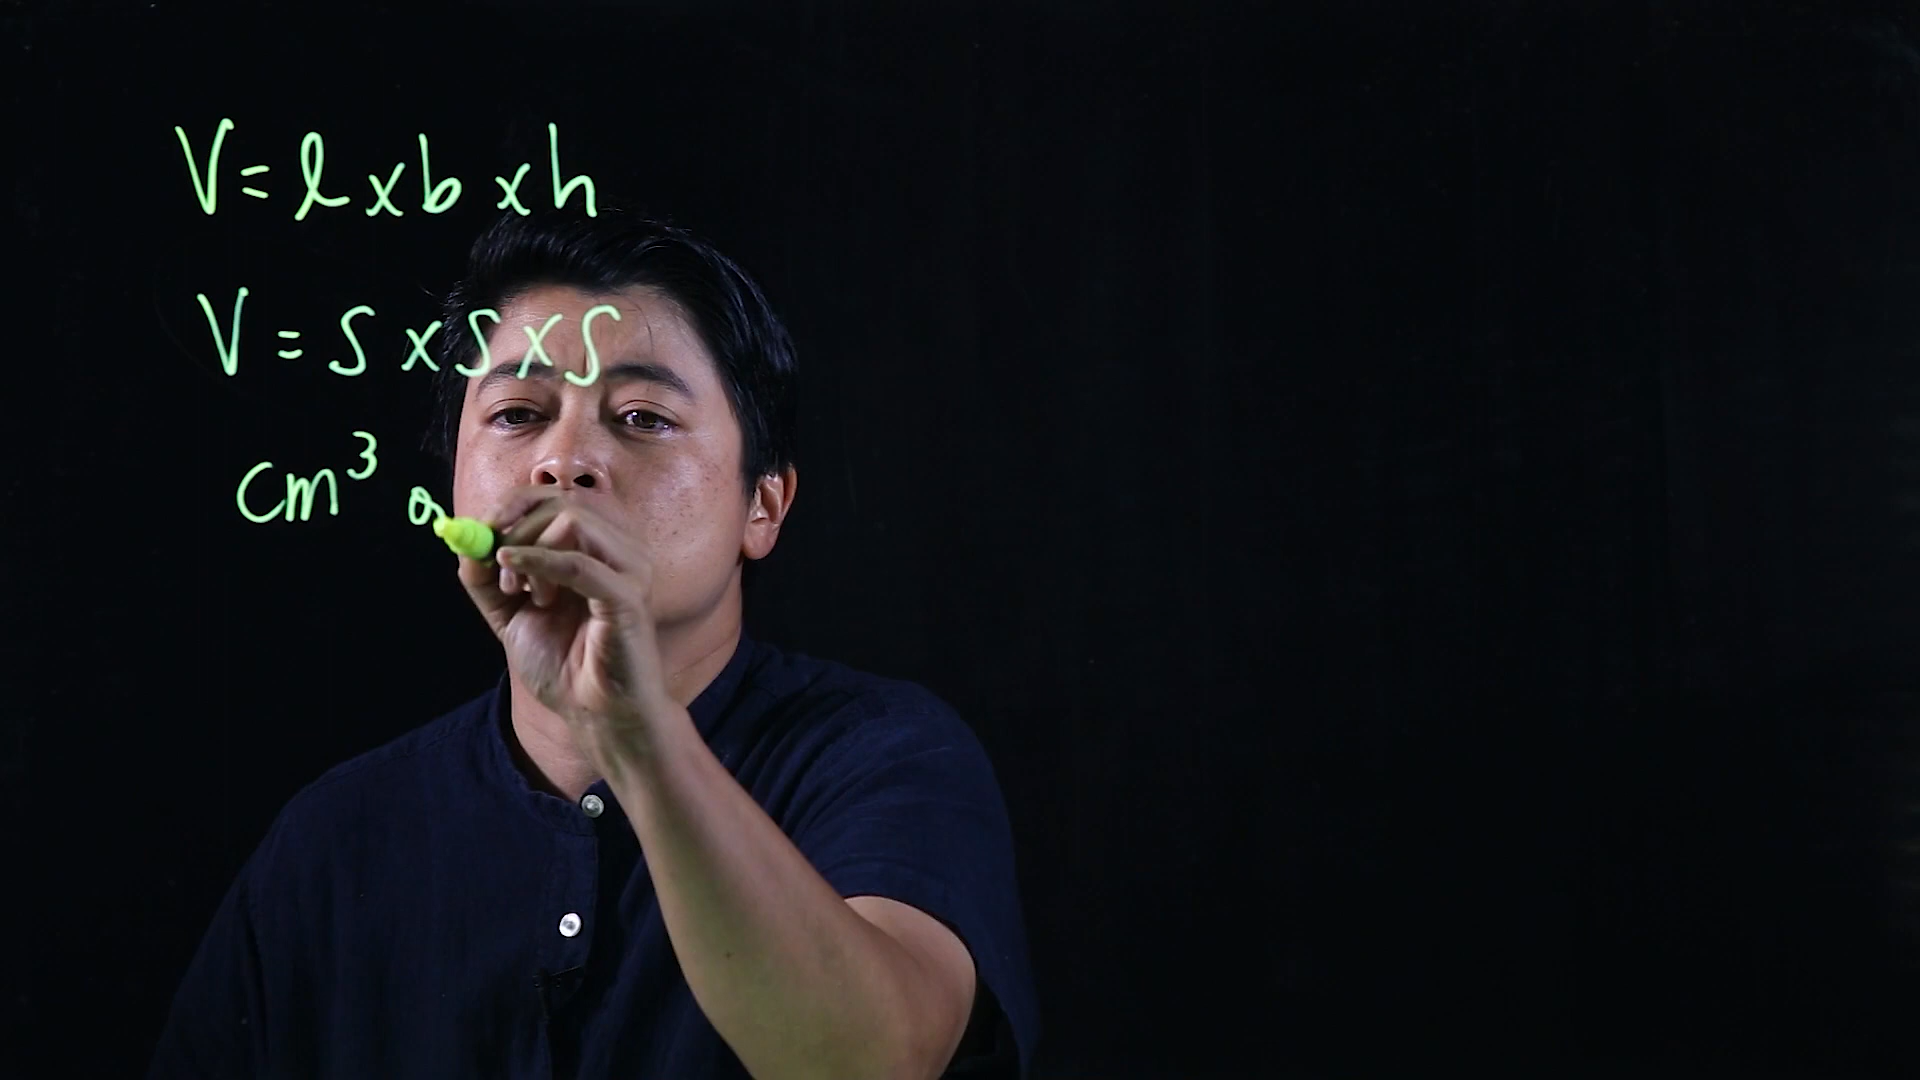 V = l x b x h
V = s x s x s
cm³ o